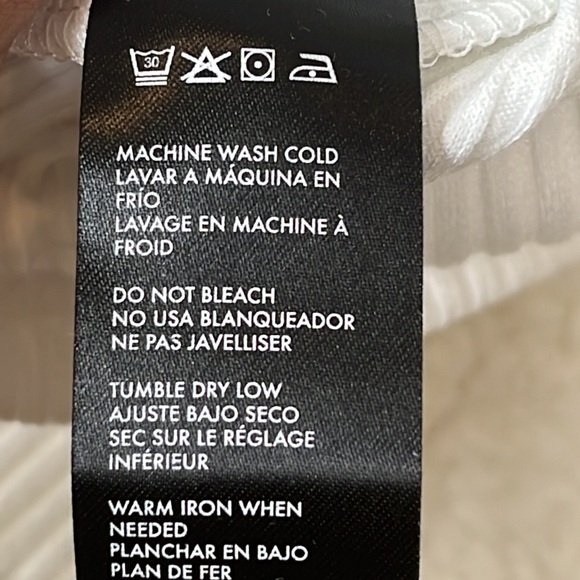 30
MACHINE WASH COLD
LAVAR A MÁQUINA EN
FRÍO
LAVAGE EN MACHINE À
FROID
DO NOT BLEACH
NO USA BLANQUEADOR
NE PAS JAVELLISER
TUMBLE DRY LOW
AJUSTE BAJO SECO
SEC SUR LE RÉGLAGE
INFÉRIEUR
WARM IRON WHEN
NEEDED
PLANCHAR EN BAJO
PLAN DE FER